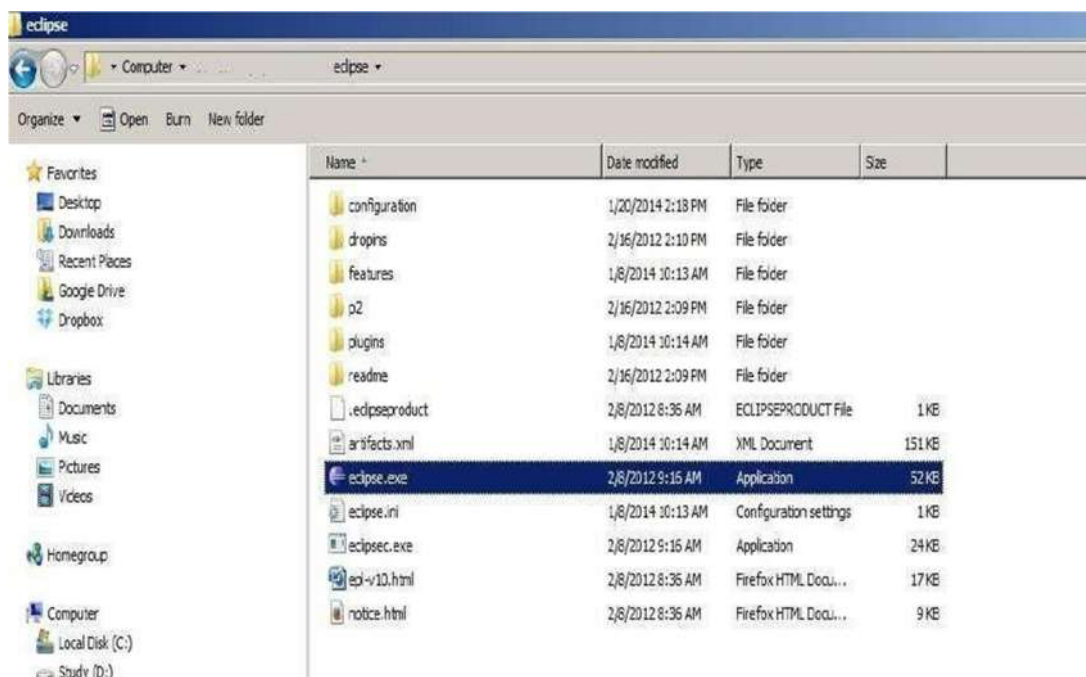 eclipse
Computer
eclipse
Organize Open Burn New folder
Name Date modified Type Size
Favorites
Desktop
Downloads
Recent Places
Google Drive
Dropbox
Libraries
Documents
Music
Pictures
Videos
Homegroup
Computer
Local Disk (C:)
Study (D:)
configuration 1/20/2014 2:18 PM File folder
dropins 2/16/2012 2:10 PM File folder
features 1/8/2014 10:13 AM File folder
p2 2/16/2012 2:09 PM File folder
plugins 1/8/2014 10:14 AM File folder
readme 2/16/2012 2:09 PM File folder
.eclipseproduct 2/8/2012 8:36 AM ECLIPSEPRODUCT File 1 KB
artifacts.xml 1/8/2014 10:14 AM XML Document 151 KB
eclipse.exe 2/8/2012 9:16 AM Application 52 KB
eclipse.ini 1/8/2014 10:13 AM Configuration settings 1 KB
eclipsec.exe 2/8/2012 9:16 AM Application 24 KB
epl-v10.html 2/8/2012 8:36 AM Firefox HTML Docu... 17 KB
notice.html 2/8/2012 8:36 AM Firefox HTML Docu... 9 KB